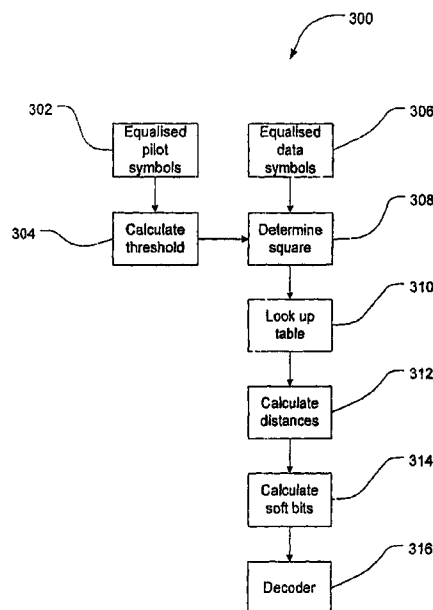 300
302
306
Equalised
pilot
symbols
Equalised
data
symbols
304
308
Calculate
threshold
Determine
square
310
Look up
table
312
Calculate
distances
314
Calculate
soft bits
316
Decoder